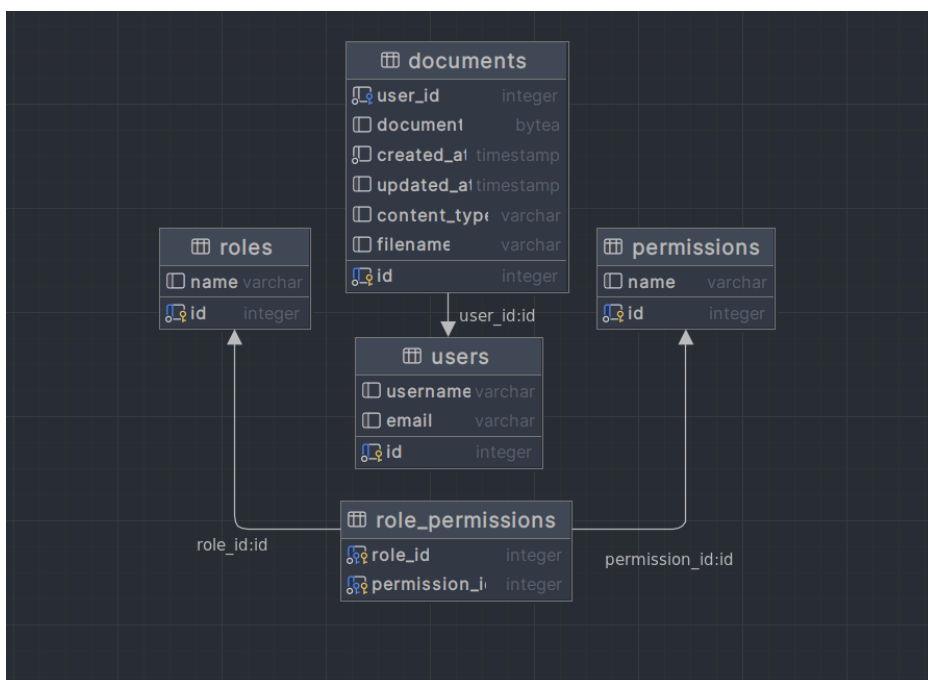 documents
user_id integer
document bytea
created_at timestamp
updated_at timestamp
content_type varchar
filename varchar
id integer
roles
name varchar
id integer
permissions
name varchar
id integer
user_id:id
users
username varchar
email varchar
id integer
role_permissions
role_id integer
permission_i integer
role_id:id
permission_id:id